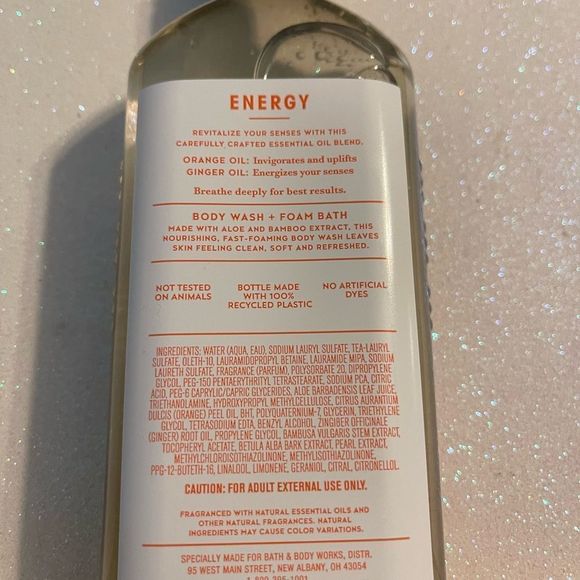 ENERGY
REVITALIZE YOUR SENSES WITH THIS
CAREFULLY CRAFTED ESSENTIAL OIL BLEND.
ORANGE OIL: Invigorates and uplifts
GINGER OIL: Energizes your senses
Breathe deeply for best results.
BODY WASH + FOAM BATH
MADE WITH ALOE AND BAMBOO EXTRACT, THIS
NOURISHING, FAST-FOAMING BODY WASH LEAVES
SKIN FEELING CLEAN, SOFT AND REFRESHED.
NOT TESTED
ON ANIMALS
BOTTLE MADE
WITH 100%
RECYCLED PLASTIC
NO ARTIFICIAL
DYES
INGREDIENTS: WATER (AQUA, EAU), SODIUM LAURYL SULFATE, TEA-LAURYL
SULFATE, OLETH-10, LAURAMIDOPROPYL BETAINE, LAURAMIDE MIPA, SODIUM
LAURETH SULFATE, FRAGRANCE (PARFUM), POLYSORBATE 20, DIPROPYLENE
GLYCOL, PEG-150 PENTAERYTHRITYL TETRASTEARATE, SODIUM PCA, CITRIC
ACID, PEG-6 CAPRYLIC/CAPRIC GLYCERIDES, ALOE BARBADENSIS LEAF JUICE,
TRIETHANOLAMINE, HYDROXYPROPYL METHYLCELLULOSE, CITRUS AURANTIUM
DULCIS (ORANGE) PEEL OIL, BHT, POLYQUATERNIUM-7, GLYCERIN, TRIETHYLENE
GLYCOL, TETRASODIUM EDTA, BENZYL ALCOHOL, ZINGIBER OFFICINALE
(GINGER) ROOT OIL, PROPYLENE GLYCOL, BAMBUSA VULGARIS STEM EXTRACT,
TOCOPHERYL ACETATE, BETULA ALBA BARK EXTRACT, PEARL EXTRACT,
METHYLCHLOROISOTHIAZOLINONE, METHYLISOTHIAZOLINONE,
PPG-12-BUTETH-16, LINALOOL, LIMONENE, GERANIOL, CITRAL, CITRONELLOL.
CAUTION: FOR ADULT EXTERNAL USE ONLY.
FRAGRANCED WITH NATURAL ESSENTIAL OILS AND
OTHER NATURAL FRAGRANCES. NATURAL
INGREDIENTS MAY CAUSE COLOR VARIATIONS.
SPECIALLY MADE FOR BATH & BODY WORKS, DISTR.
95 WEST MAIN STREET, NEW ALBANY, OH 43054